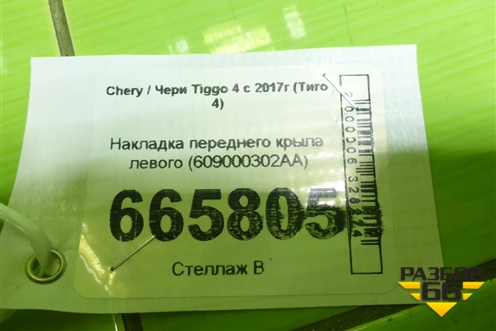 Chery / Чери Tiggo 4 с 2017г (Тиго
4)
Накладка переднего крыла
левого (609000302AA)
665805
Стеллаж В
РАЗБОР
66